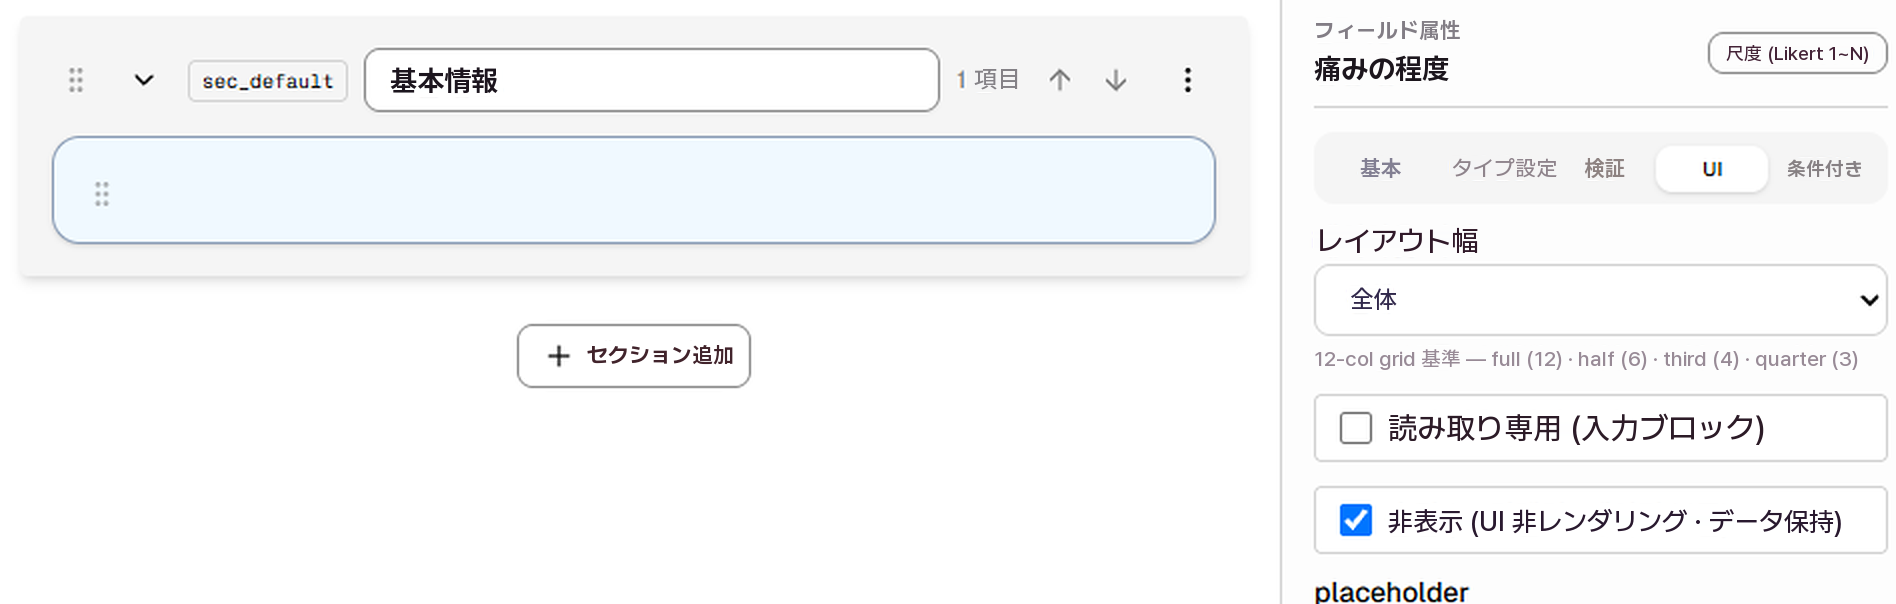 sec_default
基本情報
1 項目
セクション追加
フィールド属性
痛みの程度
尺度 (Likert 1~N)
基本 タイプ設定 検証 UI 条件付き
レイアウト幅
全体
12-col grid 基準 — full (12) · half (6) · third (4) · quarter (3)
読み取り専用 (入力ブロック)
非表示 (UI 非レンダリング · データ保持)
placeholder